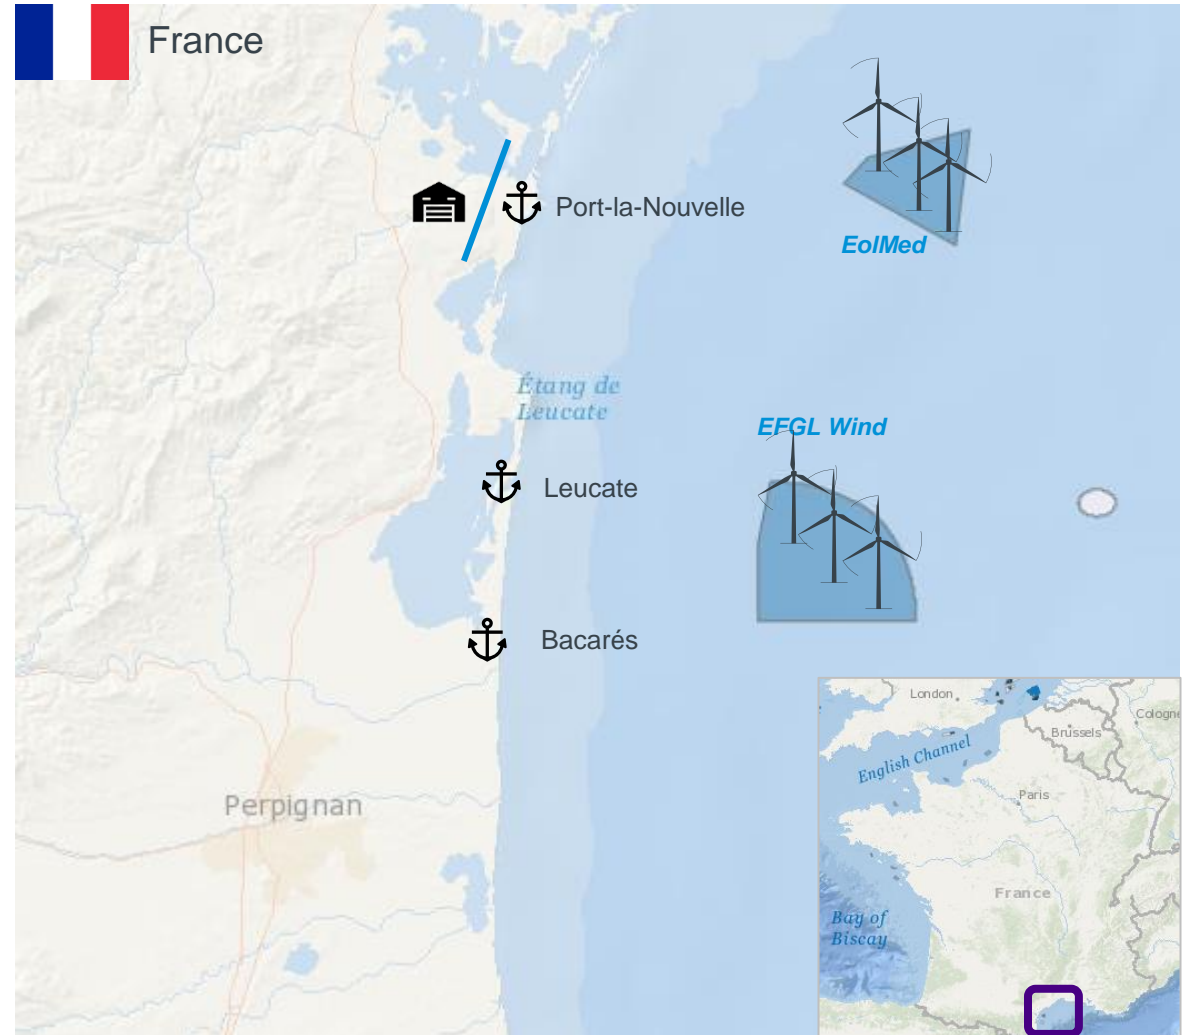 France
Port-la-Nouvelle
EolMed
Étang de
Leucate
EFGL Wind
Leucate
Bacarés
Perpignan
London
Cologne
Brussels
English Channel
Paris
France
Bay of
Biscay